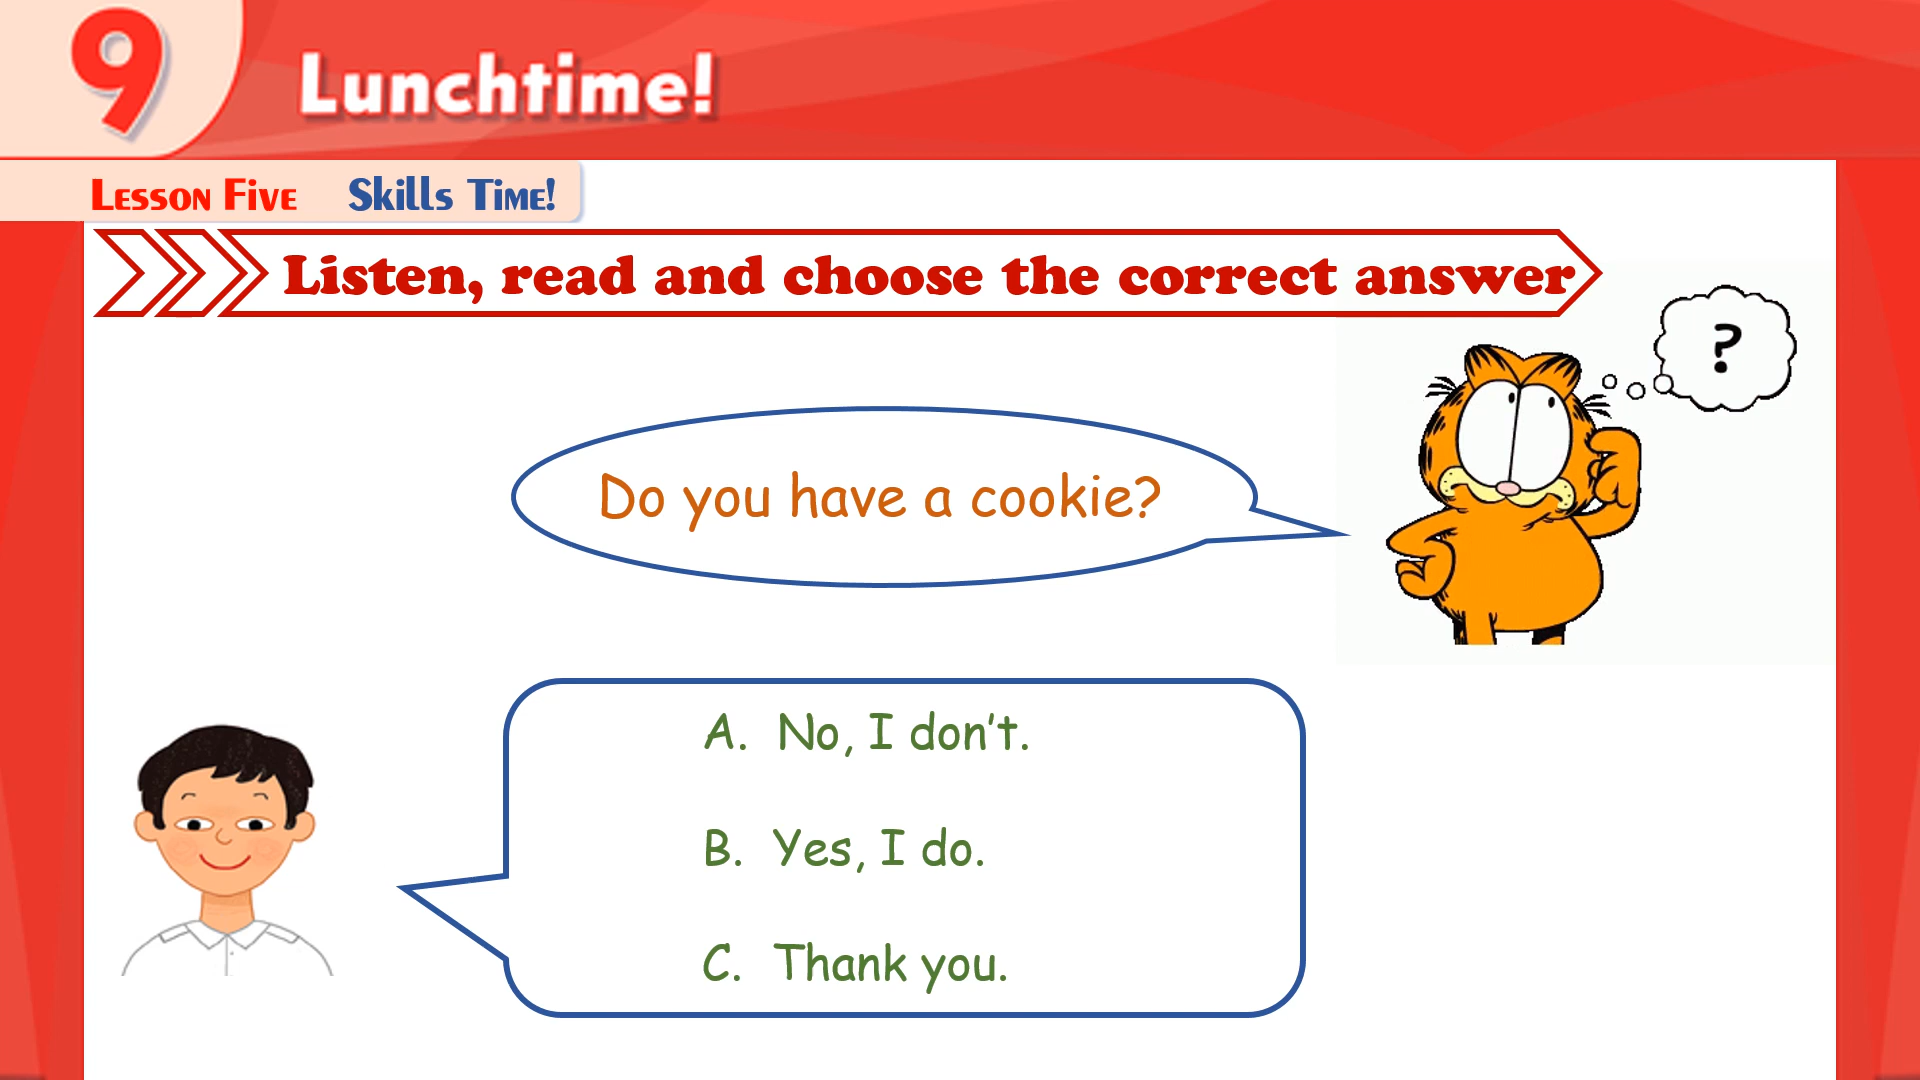 9 Lunchtime!
Lesson Five Skills Time!
Listen, read and choose the correct answer
?
Do you have a cookie?
A. No, I don't.
B. Yes, I do.
C. Thank you.